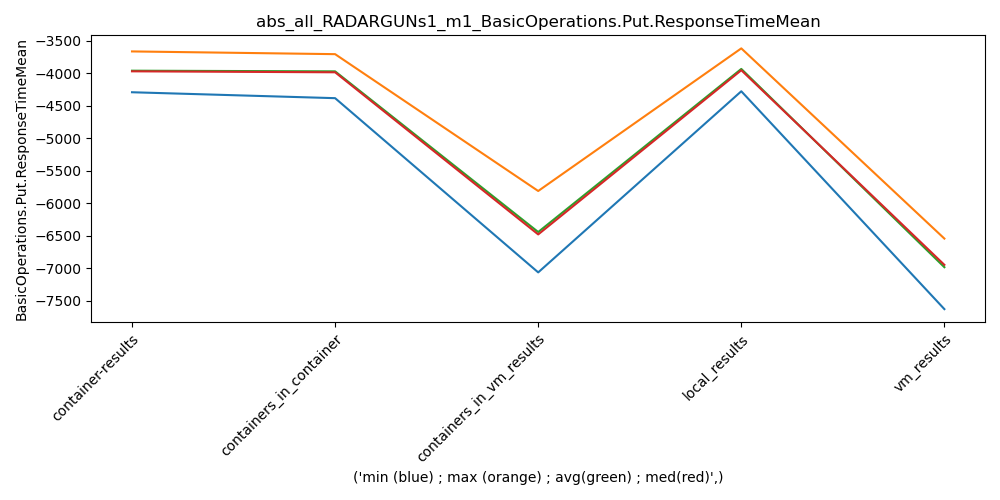 abs_all_RADARGUNs1_m1_BasicOperations.Put.ResponseTimeMean
BasicOperations.Put.ResponseTimeMean
−3500
−4000
−4500
−5000
−5500
−6000
−6500
−7000
−7500
container-results
containers_in_container
containers_in_vm_results
local_results
vm_results
('min (blue) ; max (orange) ; avg(green) ; med(red)',)